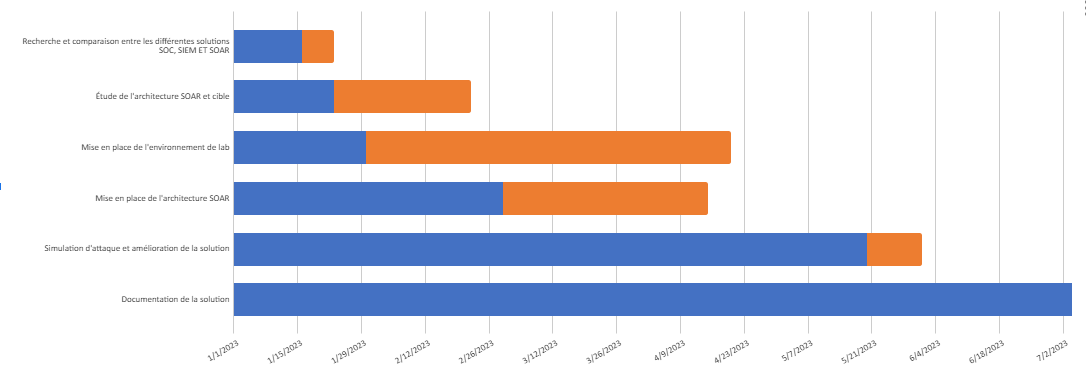 Recherche et comparaison entre les différentes solutions
SOC, SIEM ET SOAR
Étude de l'architecture SOAR et cible
Mise en place de l'environnement de lab
Mise en place de l'architecture SOAR
Simulation d'attaque et amélioration de la solution
Documentation de la solution
1/1/2023
1/15/2023
1/29/2023
2/12/2023
2/26/2023
3/12/2023
3/26/2023
4/9/2023
4/23/2023
5/7/2023
5/21/2023
6/4/2023
6/18/2023
7/2/2023